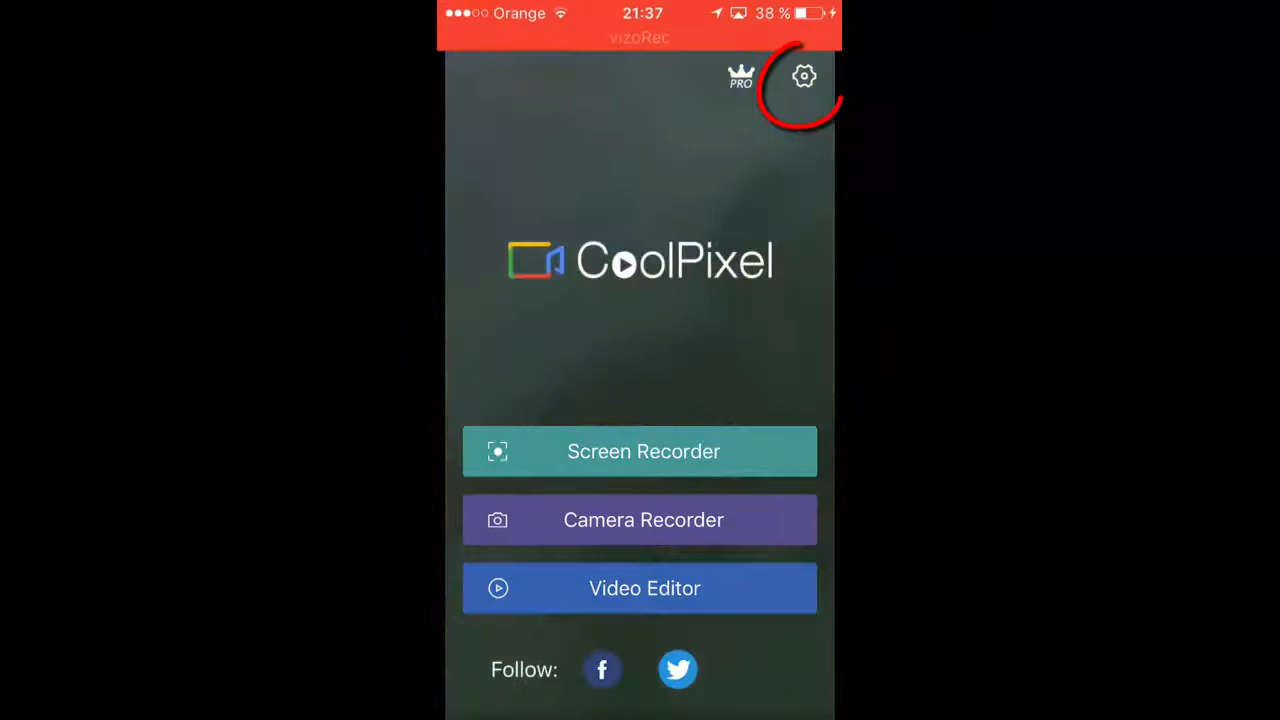 Orange 21:37 38 %
vizoRec
PRO
CoolPixel
Screen Recorder
Camera Recorder
Video Editor
Follow: f